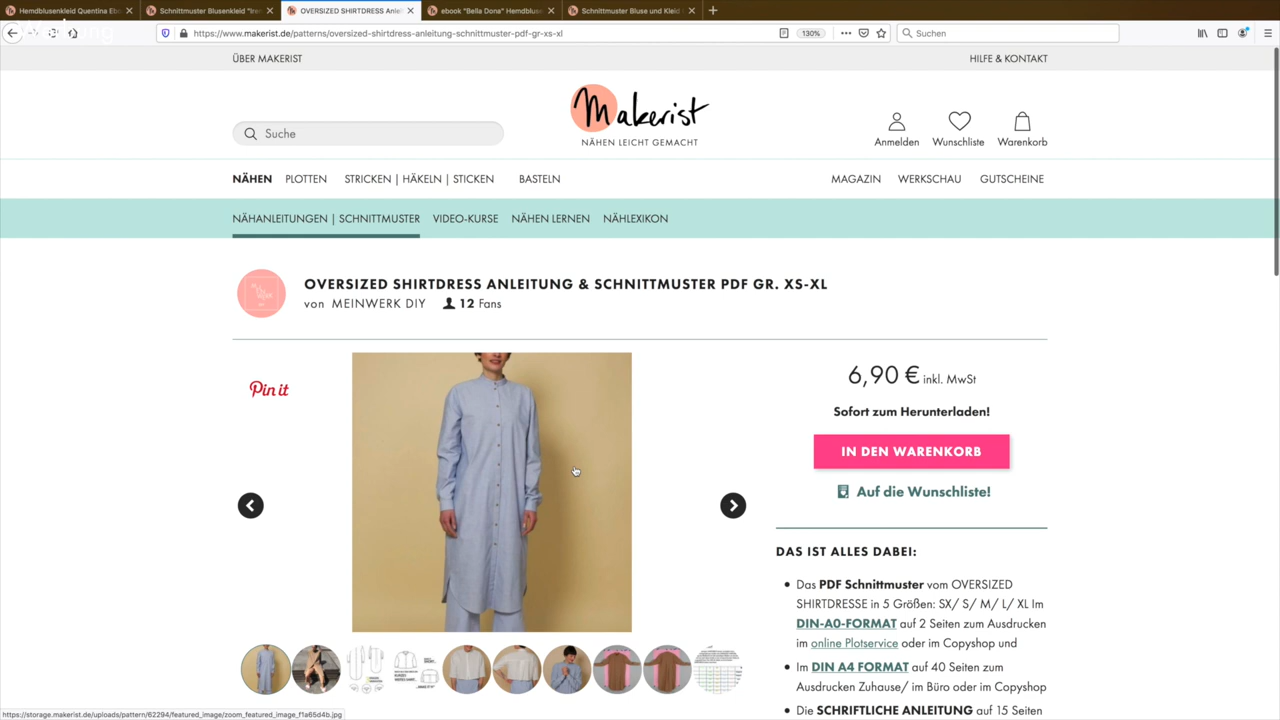 Hemdblusenkleid Quentina Ebo
Schnittmuster Blusenkleid "Ire
OVERSIZED SHIRTDRESS Anlei
ebook "Bella Dona" Hemdbluse
Schnittmuster Bluse und Kleid
https://www.makerist.de/patterns/oversized-shirtdress-anleitung-schnittmuster-pdf-gr-xs-xl
130%
Suchen
ÜBER MAKERIST
HILFE & KONTAKT
Suche
Makerist
NÄHEN LEICHT GEMACHT
Anmelden
Wunschliste
Warenkorb
NÄHEN
PLOTTEN
STRICKEN | HÄKELN | STICKEN
BASTELN
MAGAZIN
WERKSCHAU
GUTSCHEINE
NÄHANLEITUNGEN | SCHNITTMUSTER
VIDEO-KURSE
NÄHEN LERNEN
NÄHLEXIKON
OVERSIZED SHIRTDRESS ANLEITUNG & SCHNITTMUSTER PDF GR. XS-XL
von MEINWERK DIY
12 Fans
Pin it
6,90 € inkl. MwSt
Sofort zum Herunterladen!
IN DEN WARENKORB
Auf die Wunschliste!
DAS IST ALLES DABEI:
• Das PDF Schnittmuster vom OVERSIZED
SHIRTDRESSE in 5 Größen: SX/ S/ M/ L/ XL Im
DIN-A0-FORMAT auf 2 Seiten zum Ausdrucken
im online Plotservice oder im Copyshop und
• Im DIN A4 FORMAT auf 40 Seiten zum
Ausdrucken Zuhause/ im Büro oder im Copyshop
• Die SCHRIFTLICHE ANLEITUNG auf 15 Seiten
https://storage.makerist.de/uploads/pattern/62294/featured_image/zoom_featured_image_f1a65d4b.jpg